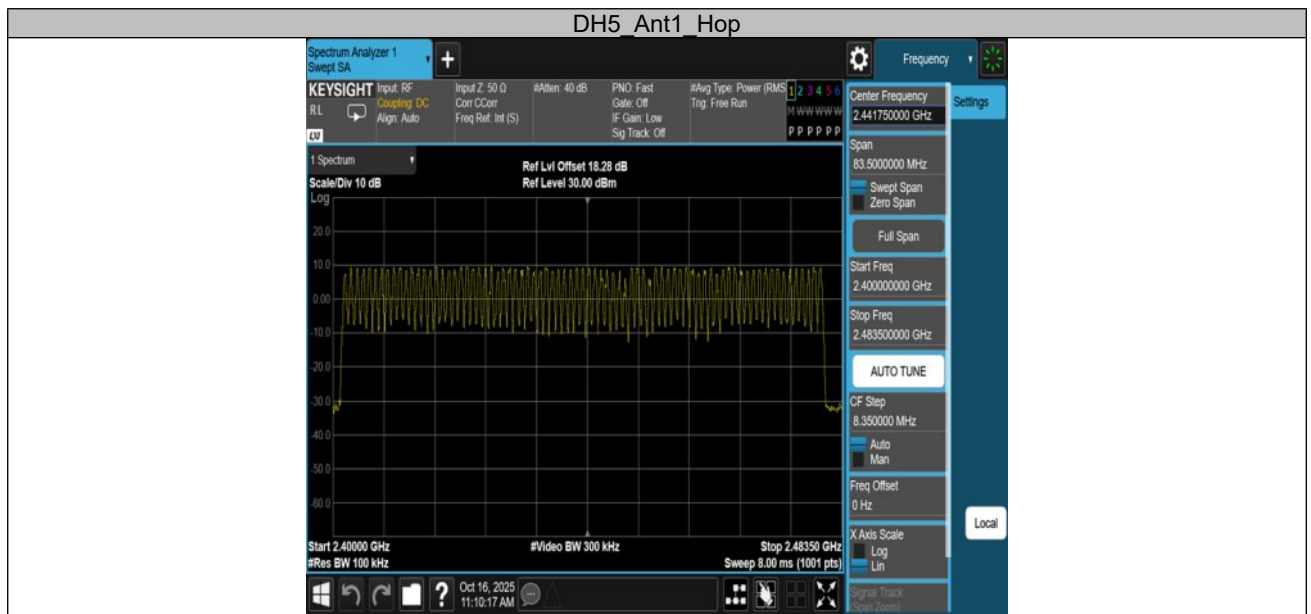 DH5_Ant1_Hop
Spectrum Analyzer 1
Swept SA
+
Frequency
KEYSIGHT
RL
LXI
Input: RF
Coupling: DC
Align: Auto
Input Z: 50 Ω
Corr CCorr
Freq Ref: Int (S)
#Atten: 40 dB
PNO: Fast
Gate: Off
IF Gain: Low
Sig Track: Off
#Avg Type: Power (RMS
Trig: Free Run
1 2 3 4 5 6
M W W W W W
P P P P P P
1 Spectrum
Scale/Div 10 dB
Ref Lvl Offset 18.28 dB
Ref Level 30.00 dBm
Log
20.0
10.0
0.00
-10.0
-20.0
-30.0
-40.0
-50.0
-60.0
Start 2.40000 GHz
#Res BW 100 kHz
#Video BW 300 kHz
Stop 2.48350 GHz
Sweep 8.00 ms (1001 pts)
Center Frequency
2.441750000 GHz
Settings
Span
83.5000000 MHz
Swept Span
Zero Span
Full Span
Start Freq
2.400000000 GHz
Stop Freq
2.483500000 GHz
AUTO TUNE
CF Step
8.350000 MHz
Auto
Man
Freq Offset
0 Hz
X Axis Scale
Log
Lin
Local
Signal Track
(Span Zoom)
?
Oct 16, 2025
11:10:17 AM